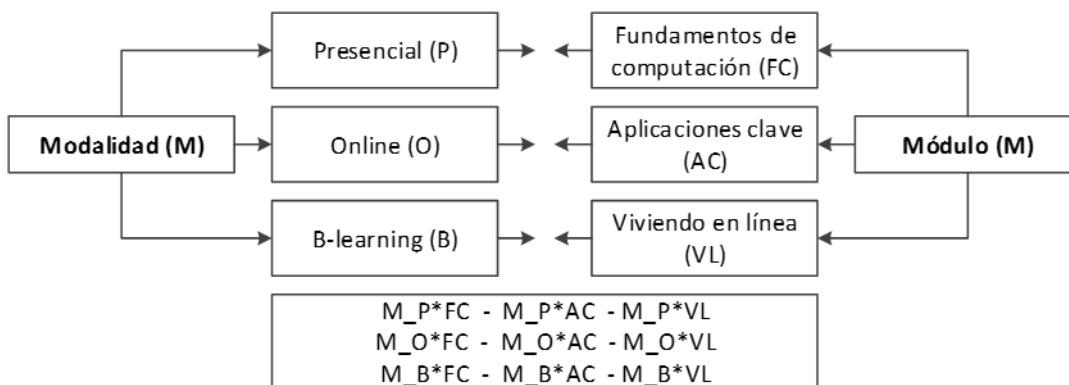 Presencial (P)
Fundamentos de
computación (FC)
Modalidad (M)
Online (O)
Aplicaciones clave
(AC)
Módulo (M)
B-learning (B)
Viviendo en línea
(VL)
M_P*FC - M_P*AC - M_P*VL
M_O*FC - M_O*AC - M_O*VL
M_B*FC - M_B*AC - M_B*VL